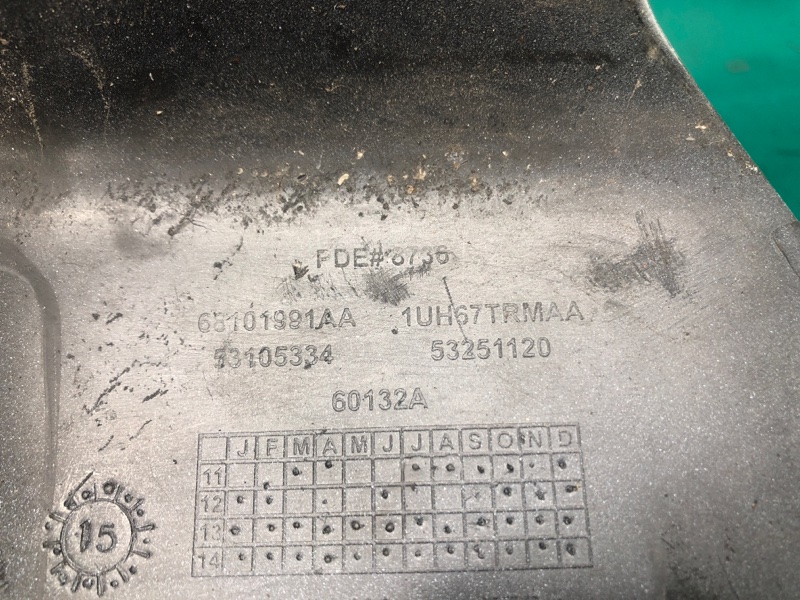 FDE# 8736
68101991AA 1UH67TRMAA
53105334 53251120
60132A
J F M A M J J A S O N D
11
12
13
14
15